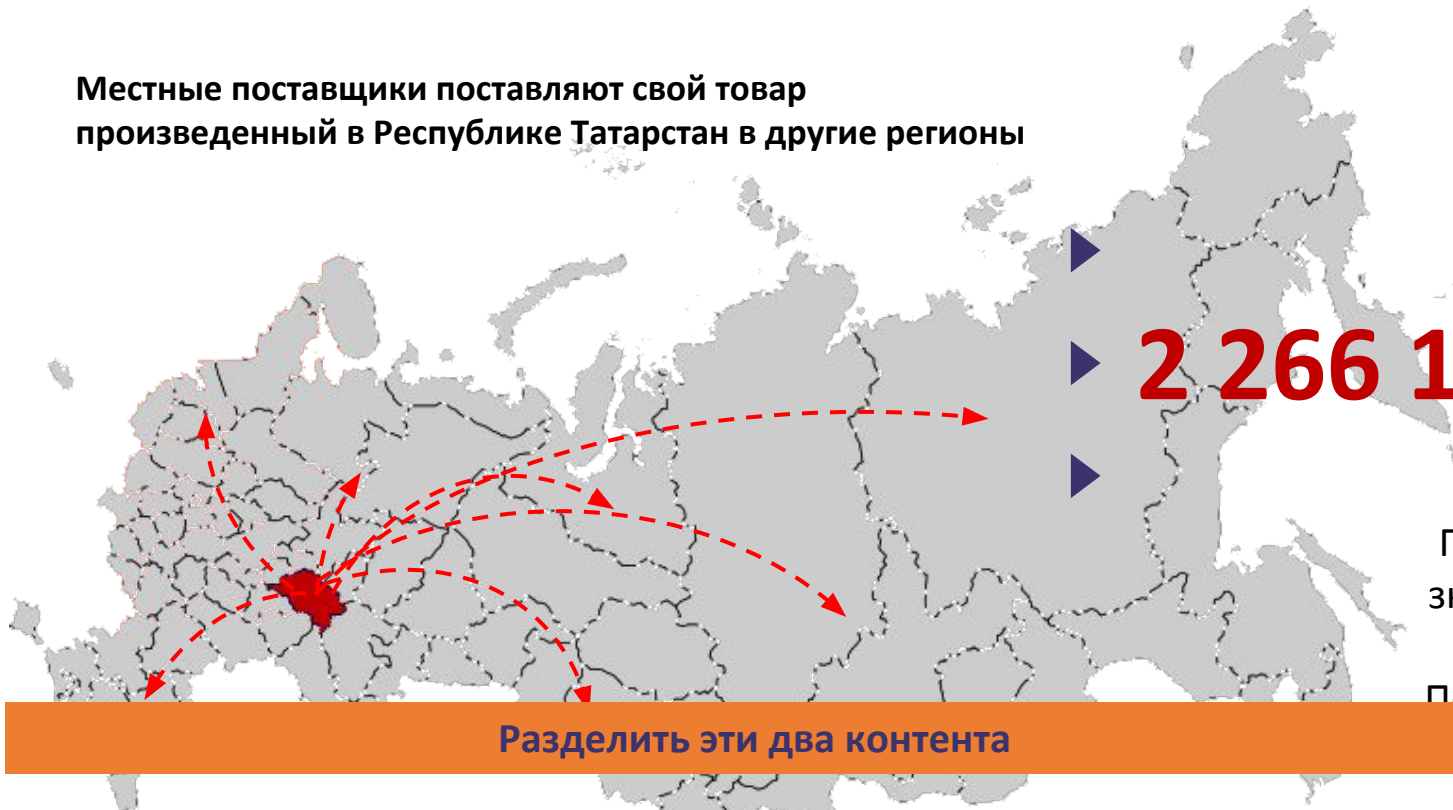 Местные поставщики поставляют свой товар
произведенный в Республике Татарстан в другие регионы
2 266 1
Разделить эти два контента